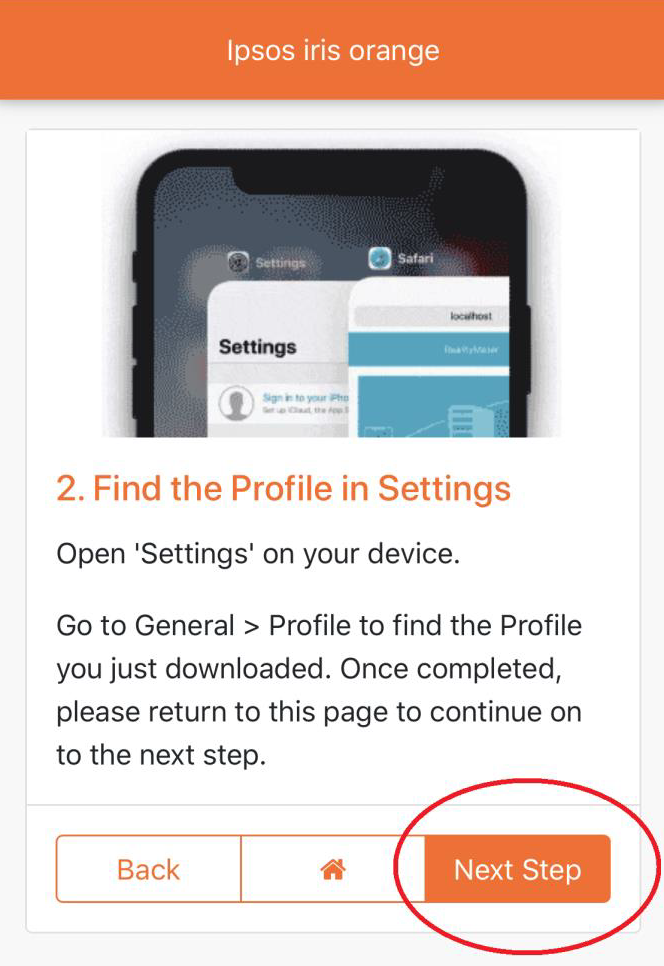 Ipsos iris orange
Settings
Safari
localhost
Settings
Sign in to your iPho
Set up iCloud, the App S
2. Find the Profile in Settings
Open 'Settings' on your device.
Go to General > Profile to find the Profile
you just downloaded. Once completed,
please return to this page to continue on
to the next step.
Back
Next Step